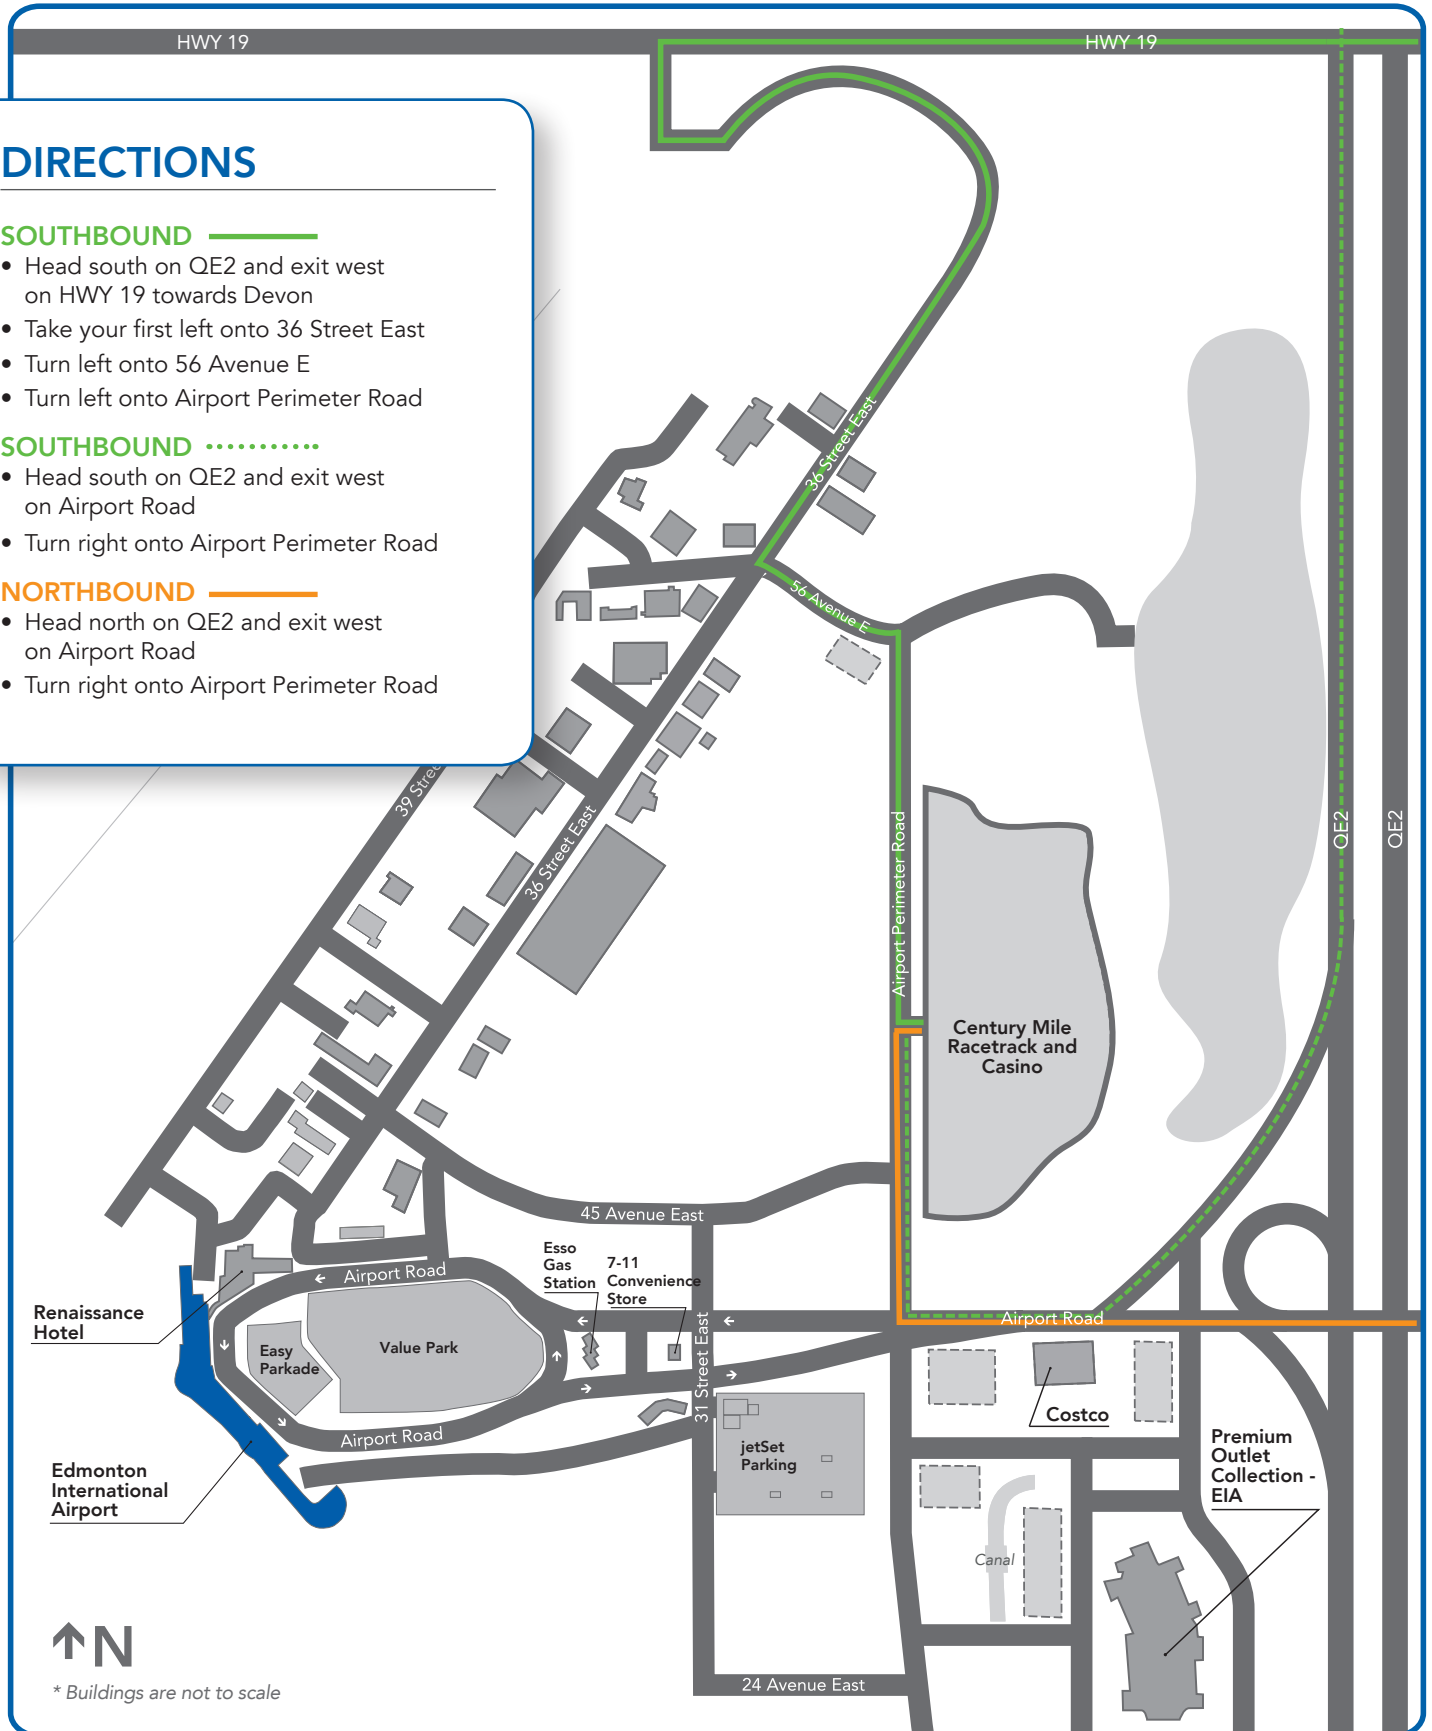 HWY 19
HWY 19
DIRECTIONS
SOUTHBOUND
• Head south on QE2 and exit west
on HWY 19 towards Devon
• Take your first left onto 36 Street East
• Turn left onto 56 Avenue E
• Turn left onto Airport Perimeter Road
SOUTHBOUND
• Head south on QE2 and exit west
on Airport Road
• Turn right onto Airport Perimeter Road
NORTHBOUND
• Head north on QE2 and exit west
on Airport Road
• Turn right onto Airport Perimeter Road
36 Street East
56 Avenue E
39 Stree
36 Street East
Airport Perimeter Road
QE2
QE2
Century Mile
Racetrack and
Casino
45 Avenue East
Esso
Gas
Station
7-11
Convenience
Store
Airport Road
Renaissance
Hotel
Airport Road
31 Street East
Easy
Parkade
Value Park
Costco
Airport Road
jetSet
Parking
Premium
Outlet
Collection -
EIA
Edmonton
International
Airport
Canal
N
* Buildings are not to scale
24 Avenue East